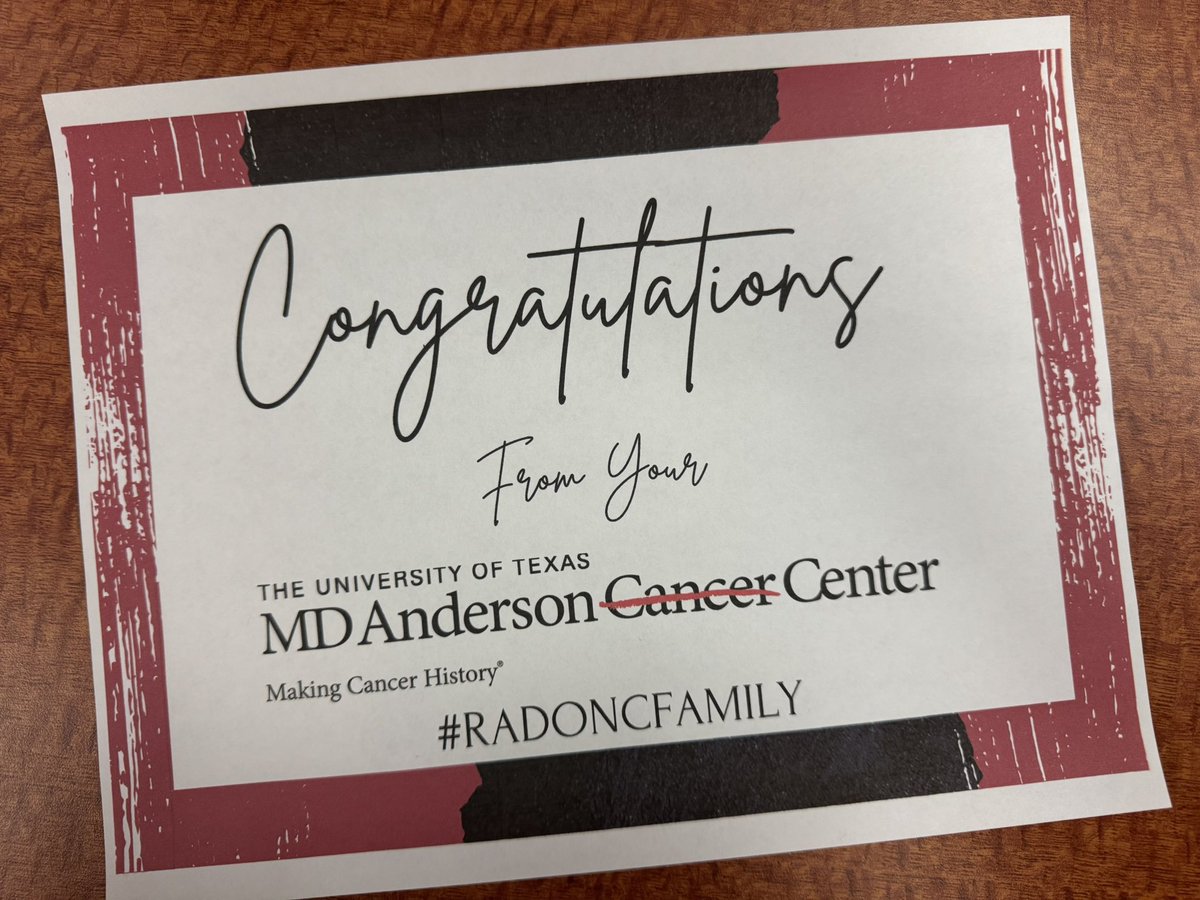 Congratulations
From Your
THE UNIVERSITY OF TEXAS
MD Anderson Cancer Center
Making Cancer History®
#RADONCFAMILY